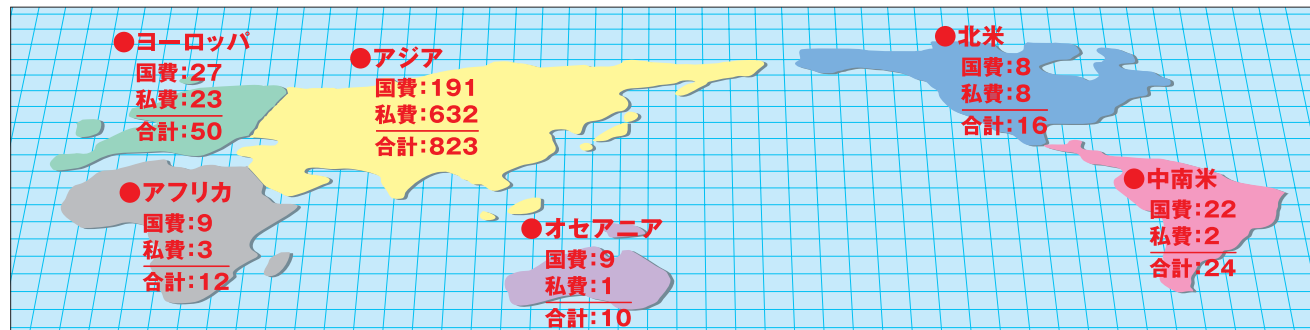 ●ヨーロッパ
国費:27
私費:23
合計:50
●アジア
国費:191
私費:632
合計:823
●北米
国費:8
私費:8
合計:16
●アフリカ
国費:9
私費:3
合計:12
●オセアニア
国費:9
私費:1
合計:10
●中南米
国費:22
私費:2
合計:24